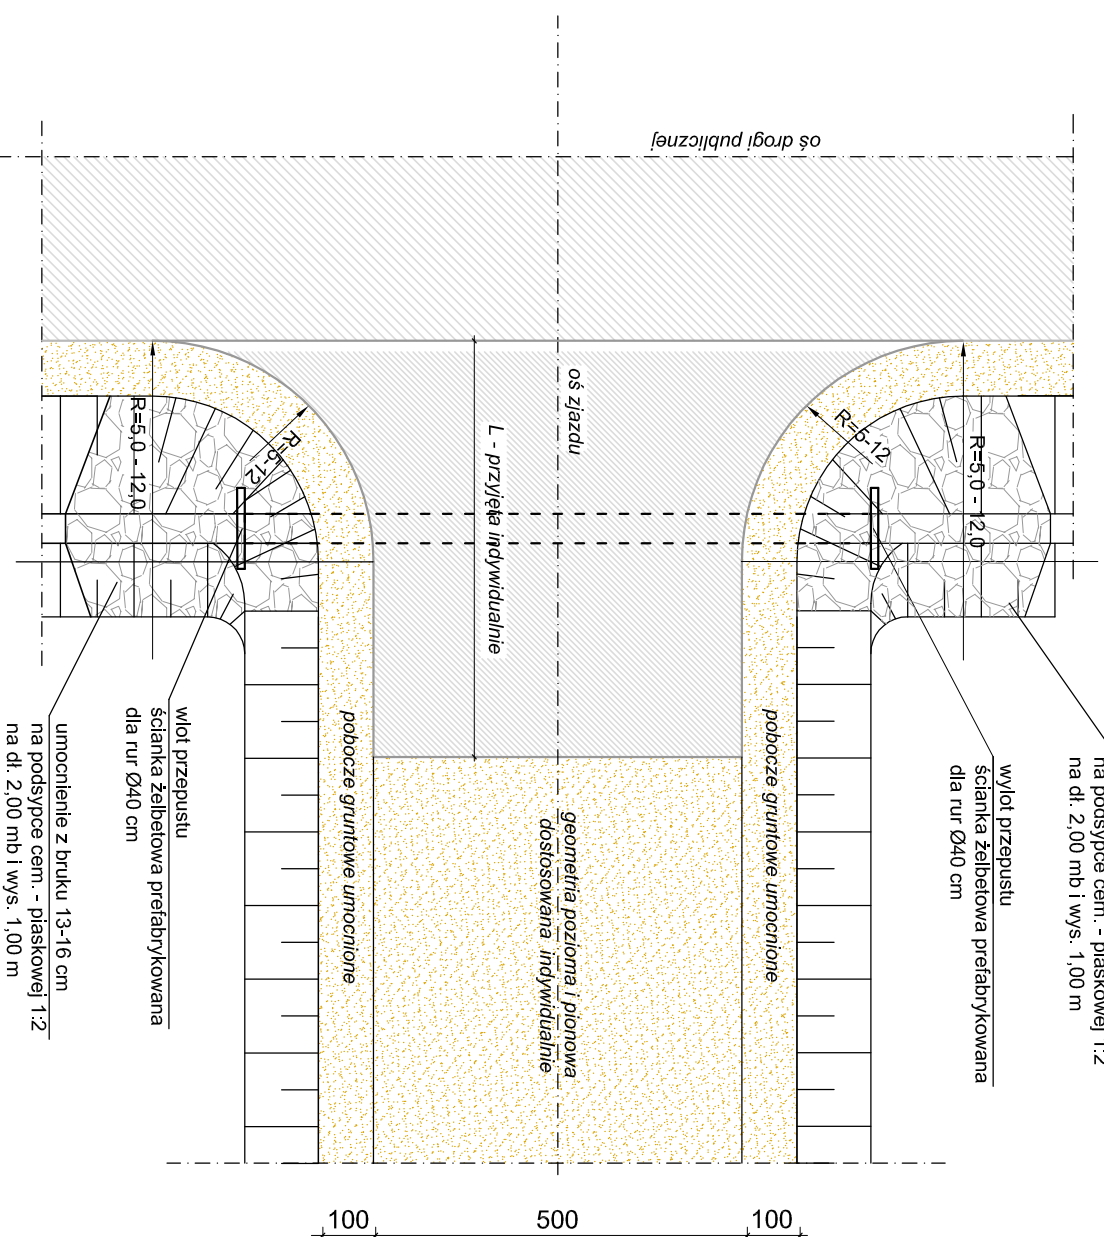 oś drogi publicznej
oś zjazdu
R=5,0 - 12,0
R=5-12
R=5-12
R=5,0 - 12,0
L - przyjęta indywidualnie
pobocze gruntowe umocnione
pobocze gruntowe umocnione
geometria pozioma i pionowa
dostosowana indywidualnie
wlot przepustu
ścianka żelbetowa prefabrykowana
dla rur Ø40 cm
umocnienie z bruku 13-16 cm
na podsypce cem. - piaskowej 1:2
na dł. 2,00 mb i wys. 1,00 m
wylot przepustu
ścianka żelbetowa prefabrykowana
dla rur Ø40 cm
na podsypce cem. - piaskowej 1:2
na dł. 2,00 mb i wys. 1,00 m
100
500
100